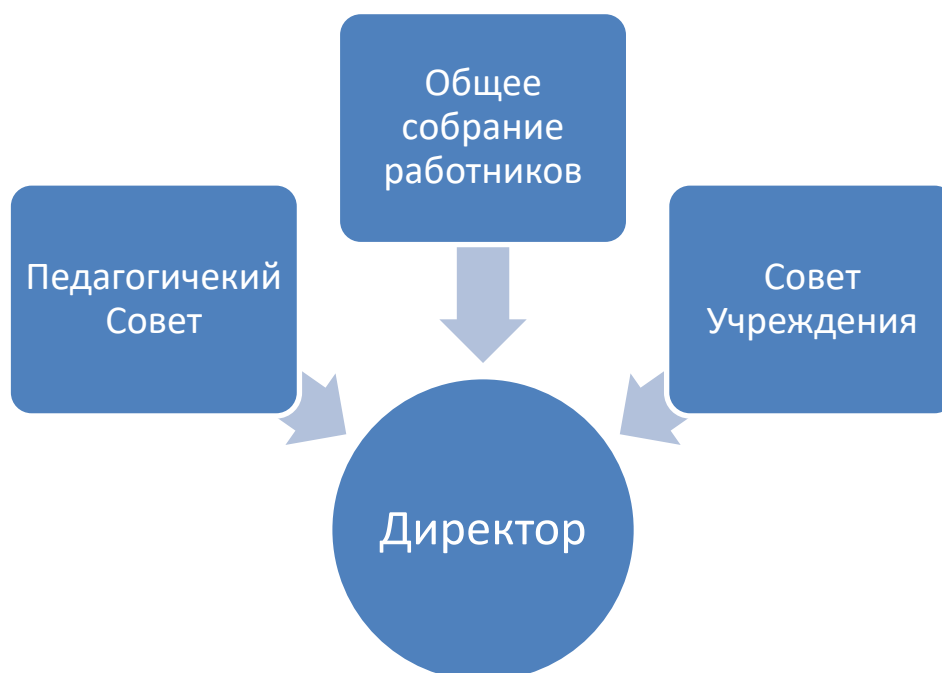 Общее
собрание
работников
Педагогичекий
Совет
Совет
Учреждения
Директор